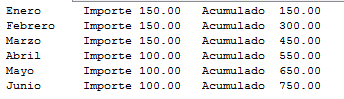 Enero Importe 150.00 Acumulado 150.00
Febrero Importe 150.00 Acumulado 300.00
Marzo Importe 150.00 Acumulado 450.00
Abril Importe 100.00 Acumulado 550.00
Mayo Importe 100.00 Acumulado 650.00
Junio Importe 100.00 Acumulado 750.00